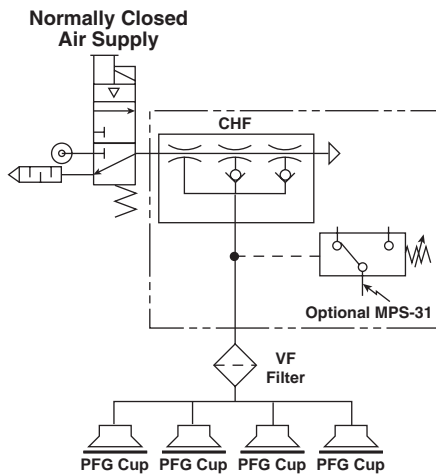 Normally Closed
Air Supply
CHF
Optional MPS-31
VF
Filter
PFG Cup PFG Cup PFG Cup PFG Cup